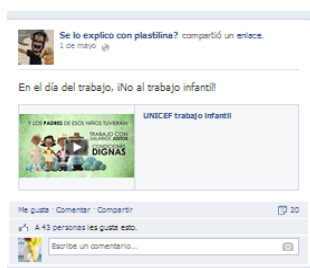 Se lo explico con plastilina? compartió un enlace.
1 de mayo
En el día del trabajo, ¡No al trabajo infantil!
Y LOS PADRES DE ESOS NIÑOS TUVIERAN
TRABAJO CON
SALARIOS JUSTOS
CONDICIONES
DIGNAS
UNICEF trabajo infantil
Me gusta · Comentar · Compartir
20
A 43 personas les gusta esto.
Escribe un comentario...